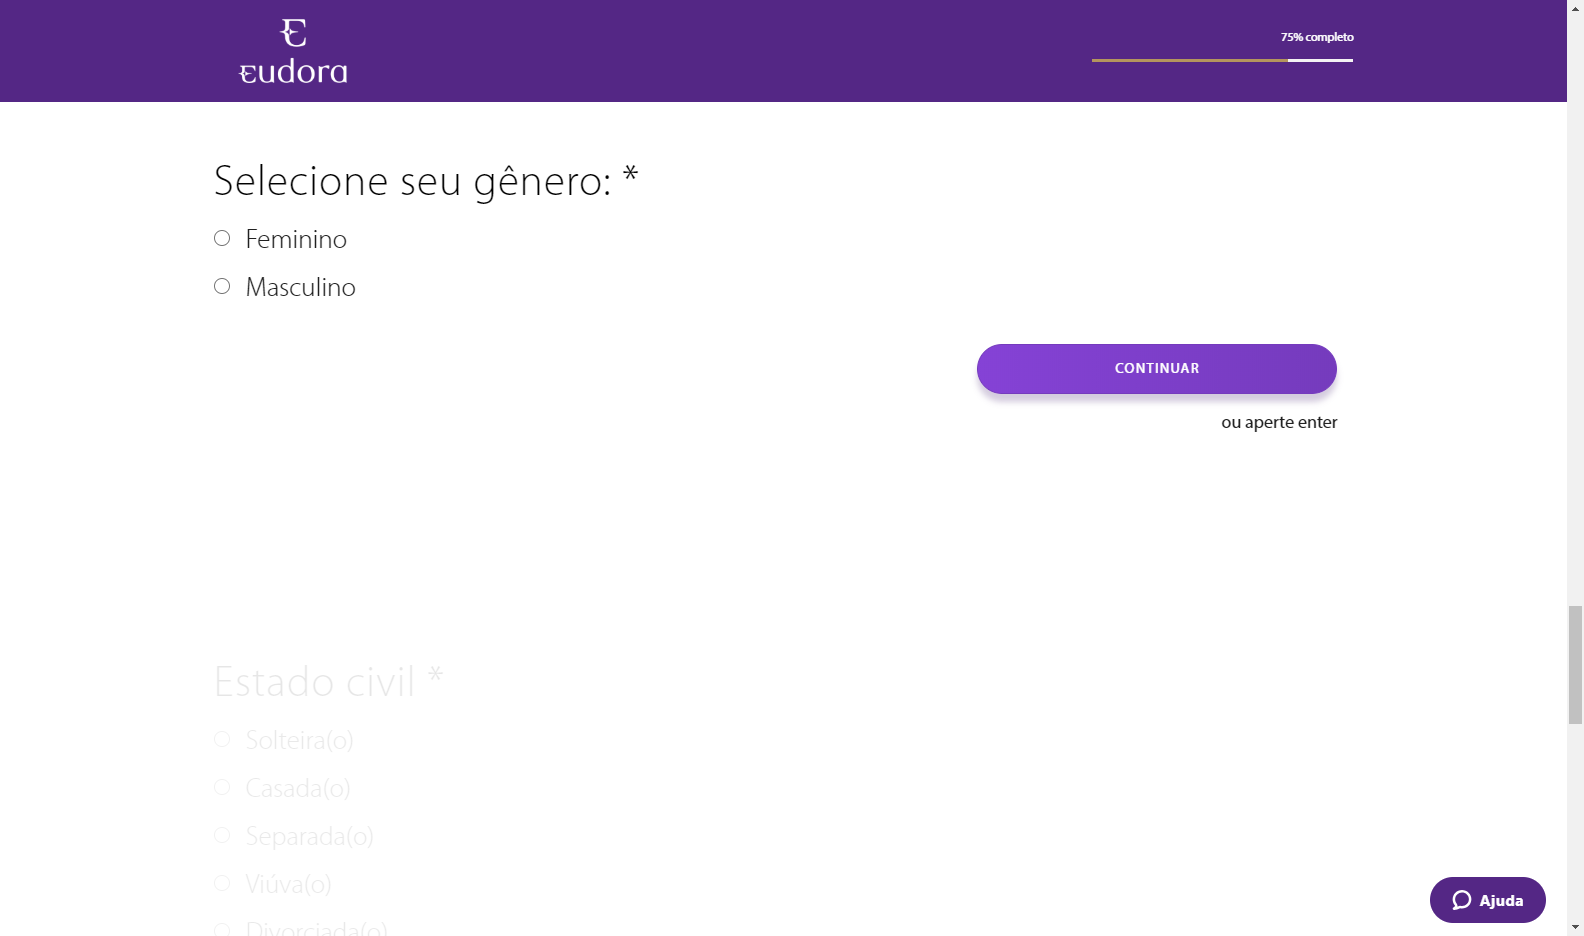 eudora
75% completo
Selecione seu gênero: *
Feminino
Masculino
CONTINUAR
ou aperte enter
Estado civil *
Solteira(o)
Casada(o)
Separada(o)
Viúva(o)
Divorciada(o)
Ajuda